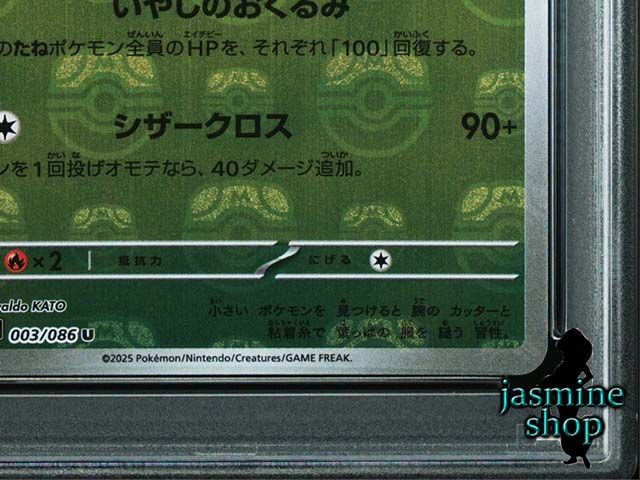 いやしのおくるみ
のたねポケモン全員のHPを、それぞれ「100」回復する。
シザークロス 90+
ンを1回投げオモテなら、40ダメージ追加。
×2 抵抗力 にげる
raldo KATO
003/086 U
小さい ポケモンを 見つけると 腕の カッターと
粘着糸で 葉っぱの 服を 縫う 習性。
©2025 Pokémon/Nintendo/Creatures/GAME FREAK.
jasmine
shop